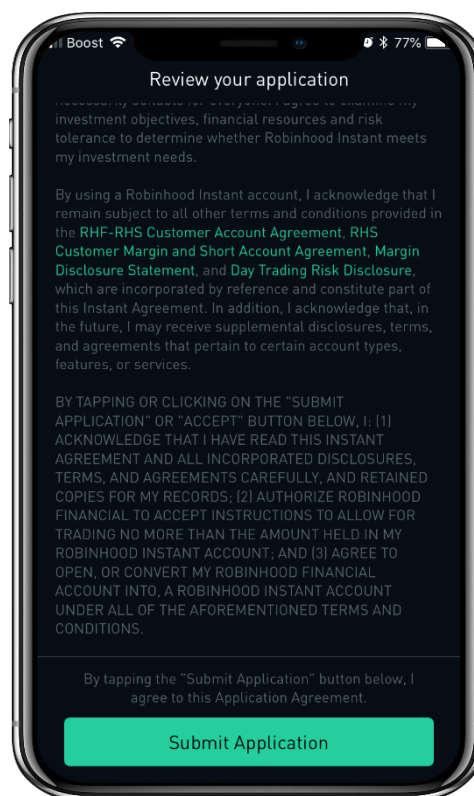 Boost 77%
Review your application
necessarily suitable for everyone. I agree to examine my
investment objectives, financial resources and risk
tolerance to determine whether Robinhood Instant meets
my investment needs.
By using a Robinhood Instant account, I acknowledge that I
remain subject to all other terms and conditions provided in
the RHF-RHS Customer Account Agreement, RHS
Customer Margin and Short Account Agreement, Margin
Disclosure Statement, and Day Trading Risk Disclosure,
which are incorporated by reference and constitute part of
this Instant Agreement. In addition, I acknowledge that, in
the future, I may receive supplemental disclosures, terms,
and agreements that pertain to certain account types,
features, or services.
BY TAPPING OR CLICKING ON THE "SUBMIT
APPLICATION" OR "ACCEPT" BUTTON BELOW, I: (1)
ACKNOWLEDGE THAT I HAVE READ THIS INSTANT
AGREEMENT AND ALL INCORPORATED DISCLOSURES,
TERMS, AND AGREEMENTS CAREFULLY, AND RETAINED
COPIES FOR MY RECORDS; (2) AUTHORIZE ROBINHOOD
FINANCIAL TO ACCEPT INSTRUCTIONS TO ALLOW FOR
TRADING NO MORE THAN THE AMOUNT HELD IN MY
ROBINHOOD INSTANT ACCOUNT; AND (3) AGREE TO
OPEN, OR CONVERT MY ROBINHOOD FINANCIAL
ACCOUNT INTO, A ROBINHOOD INSTANT ACCOUNT
UNDER ALL OF THE AFOREMENTIONED TERMS AND
CONDITIONS.
By tapping the "Submit Application" button below, I
agree to this Application Agreement.
Submit Application